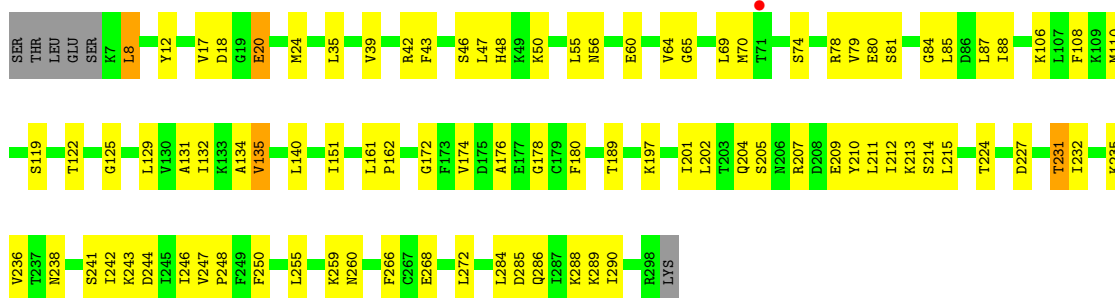 SER THR LEU GLU SER K7 L8 Y12 V17 D18 G19 E20 M24 L35 V39 R42 F43 S46 L47 H48 K49 K50 L55 N56 E60 V64 G65 L69 M70 T71 S74 R78 V79 E80 S81 G84 L85 D86 L87 I88 K106 L107 F108 K109 M110
S119 T122 G125 L129 V130 A131 I132 K133 A134 V135 L140 I151 L161 P162 G172 F173 V174 D175 A176 E177 G178 C179 F180 T189 K197 I201 L202 T203 Q204 S205 N206 R207 D208 E209 Y210 L211 I212 K213 S214 L215 T224 D227 T231 I232 K235
V236 T237 N238 S241 I242 K243 D244 I245 I246 V247 P248 F249 F250 L255 K259 N260 F266 C267 E268 L272 L284 D285 Q286 I287 K288 K289 I290 R298 LYS